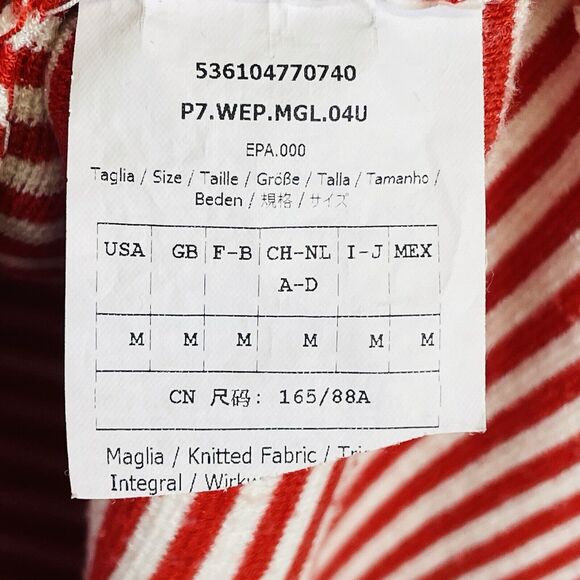 536104770740
P7.WEP.MGL.04U
EPA.000
Taglia / Size / Taille / Größe / Talla / Tamanho /
Beden / 規格 / サイズ
USA GB F-B CH-NL I-J MEX
A-D
M M M M M M
CN 尺码: 165/88A
Maglia / Knitted Fabric /
Integral /